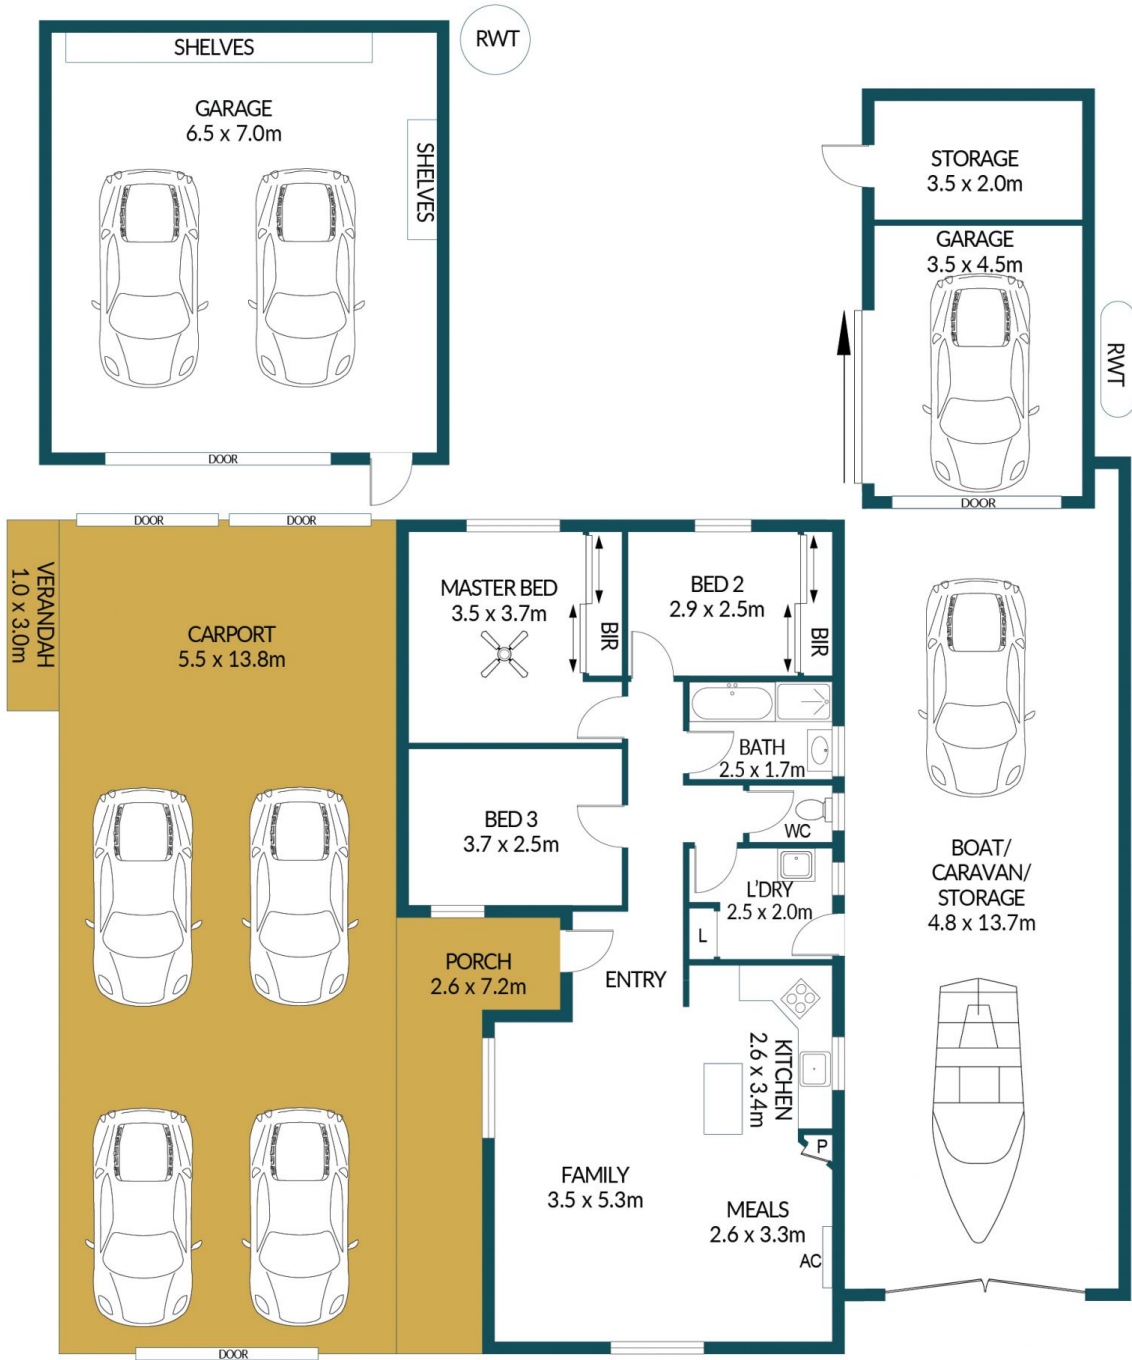 SHELVES
RWT
GARAGE
6.5 x 7.0m
SHELVES
STORAGE
3.5 x 2.0m
GARAGE
3.5 x 4.5m
RWT
DOOR
DOOR
DOOR
DOOR
VERANDAH
1.0 x 3.0m
CARPORT
5.5 x 13.8m
MASTER BED
3.5 x 3.7m
BIR
BED 2
2.9 x 2.5m
BIR
BATH
2.5 x 1.7m
BED 3
3.7 x 2.5m
WC
L'DRY
2.5 x 2.0m
L
BOAT/
CARAVAN/
STORAGE
4.8 x 13.7m
PORCH
2.6 x 7.2m
ENTRY
KITCHEN
2.6 x 3.4m
P
FAMILY
3.5 x 5.3m
MEALS
2.6 x 3.3m
AC
DOOR